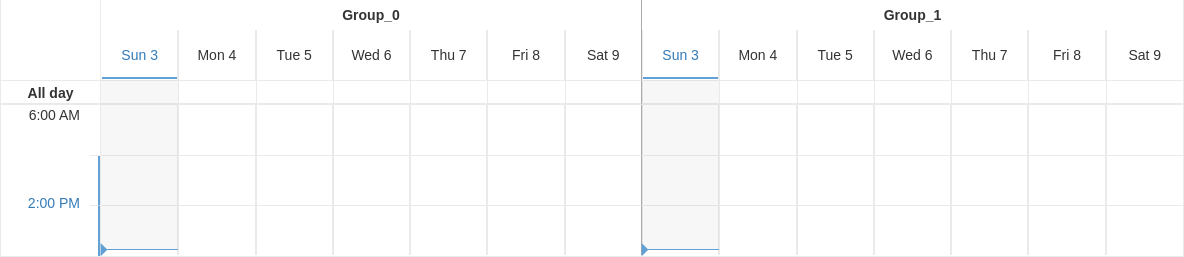 Group_0 Group_1
Sun 3 Mon 4 Tue 5 Wed 6 Thu 7 Fri 8 Sat 9 Sun 3 Mon 4 Tue 5 Wed 6 Thu 7 Fri 8 Sat 9
All day
6:00 AM
2:00 PM